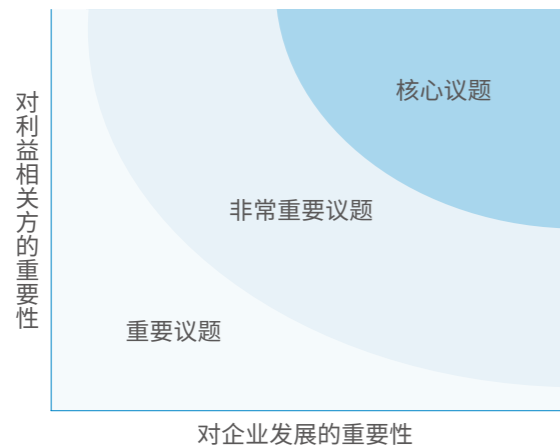 核心议题
对利益相关方的重要性
非常重要议题
重要议题
对企业发展的重要性